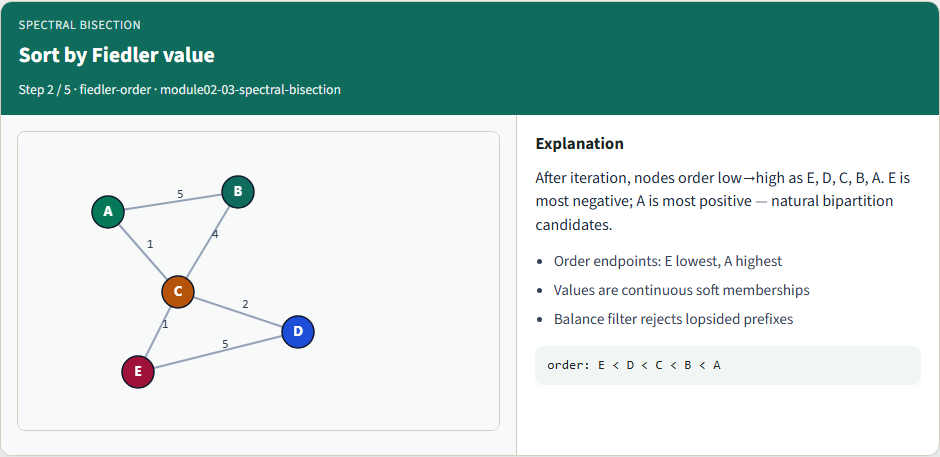 SPECTRAL BISECTION
Sort by Fiedler value
Step 2 / 5 · fiedler-order · module02-03-spectral-bisection
A
B
C
D
E
5
1
4
2
1
5
Explanation
After iteration, nodes order low→high as E, D, C, B, A. E is
most negative; A is most positive — natural bipartition
candidates.
• Order endpoints: E lowest, A highest
• Values are continuous soft memberships
• Balance filter rejects lopsided prefixes
order: E < D < C < B < A